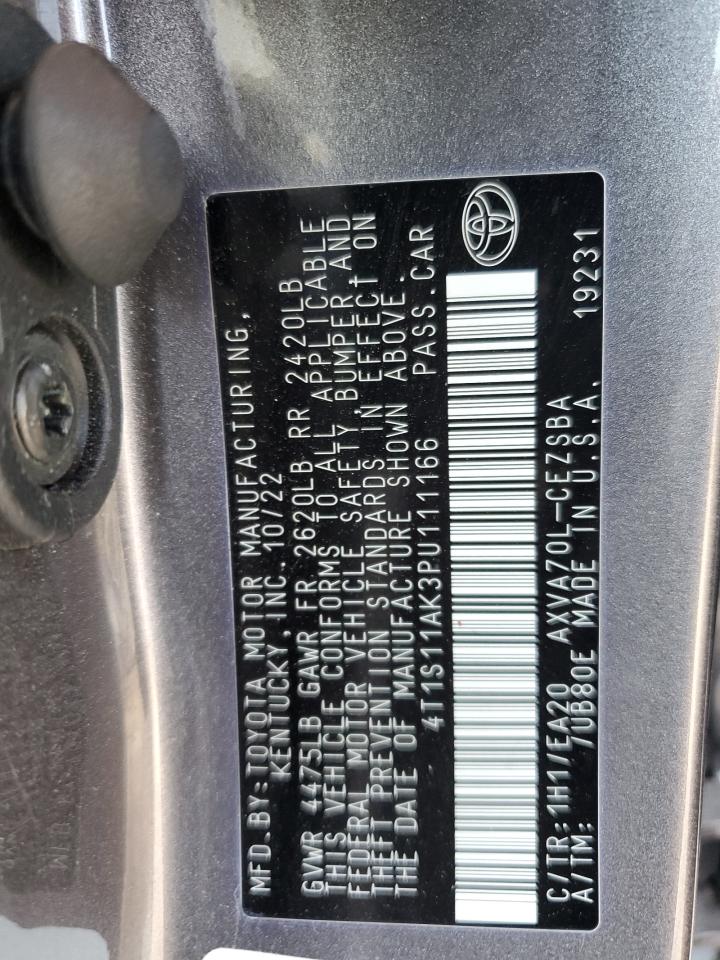 MFD.BY:TOYOTA MOTOR MANUFACTURING,
KENTUCKY, INC. 10/22
GVWR 4475LB GAWR FR 2620LB RR 2420LB
THIS VEHICLE CONFORMS TO ALL APPLICABLE
FEDERAL MOTOR VEHICLE SAFETY, BUMPER AND
THEFT PREVENTION STANDARDS IN EFFECT ON
THE DATE OF MANUFACTURE SHOWN ABOVE.
4T1S11AK3PU111166 PASS.CAR
C/TR:1H1/EA20 AXVA70L-CEZSBA
A/TM: /UB80E MADE IN U.S.A. 19231